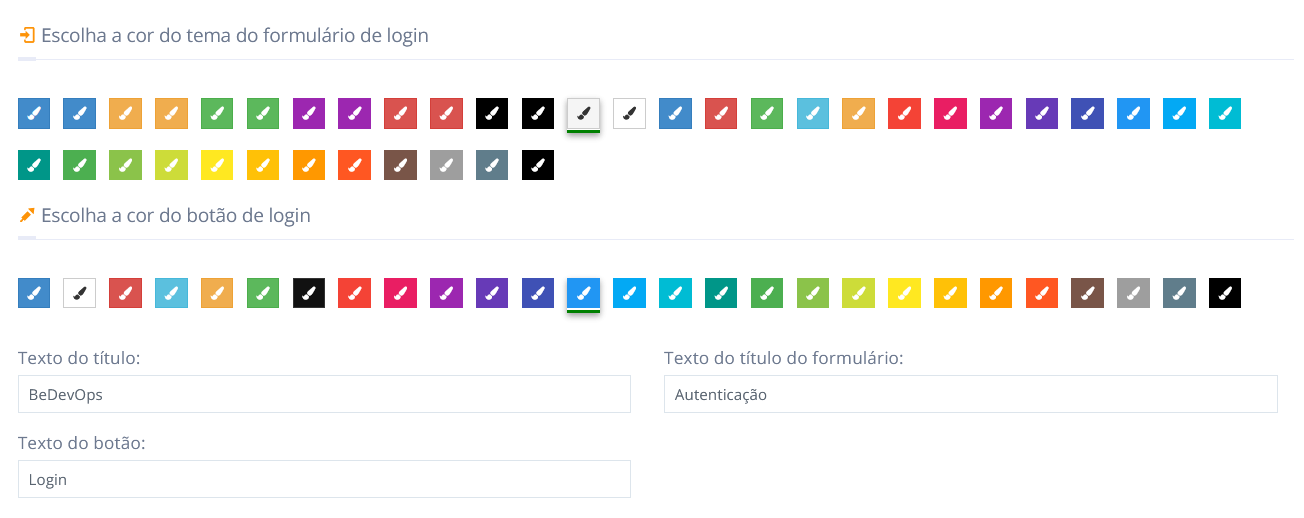 Escolha a cor do tema do formulário de login
Escolha a cor do botão de login
Texto do título:
BeDevOps
Texto do título do formulário:
Autenticação
Texto do botão:
Login